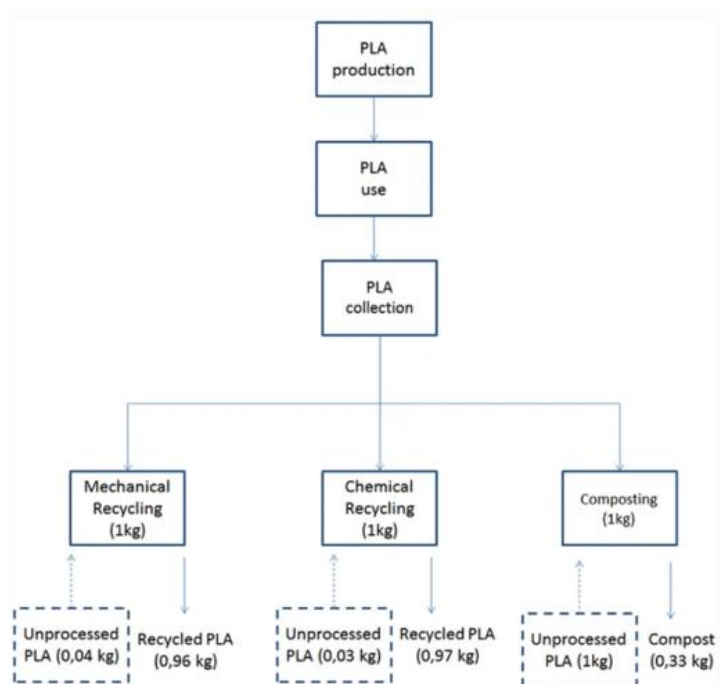 PLA
production
PLA
use
PLA
collection
Mechanical
Recycling
(1kg)
Chemical
Recycling
(1kg)
Composting
(1kg)
Unprocessed
PLA (0,04 kg)
Recycled PLA
(0,96 kg)
Unprocessed
PLA (0,03 kg)
Recycled PLA
(0,97 kg)
Unprocessed
PLA (1kg)
Compost
(0,33 kg)